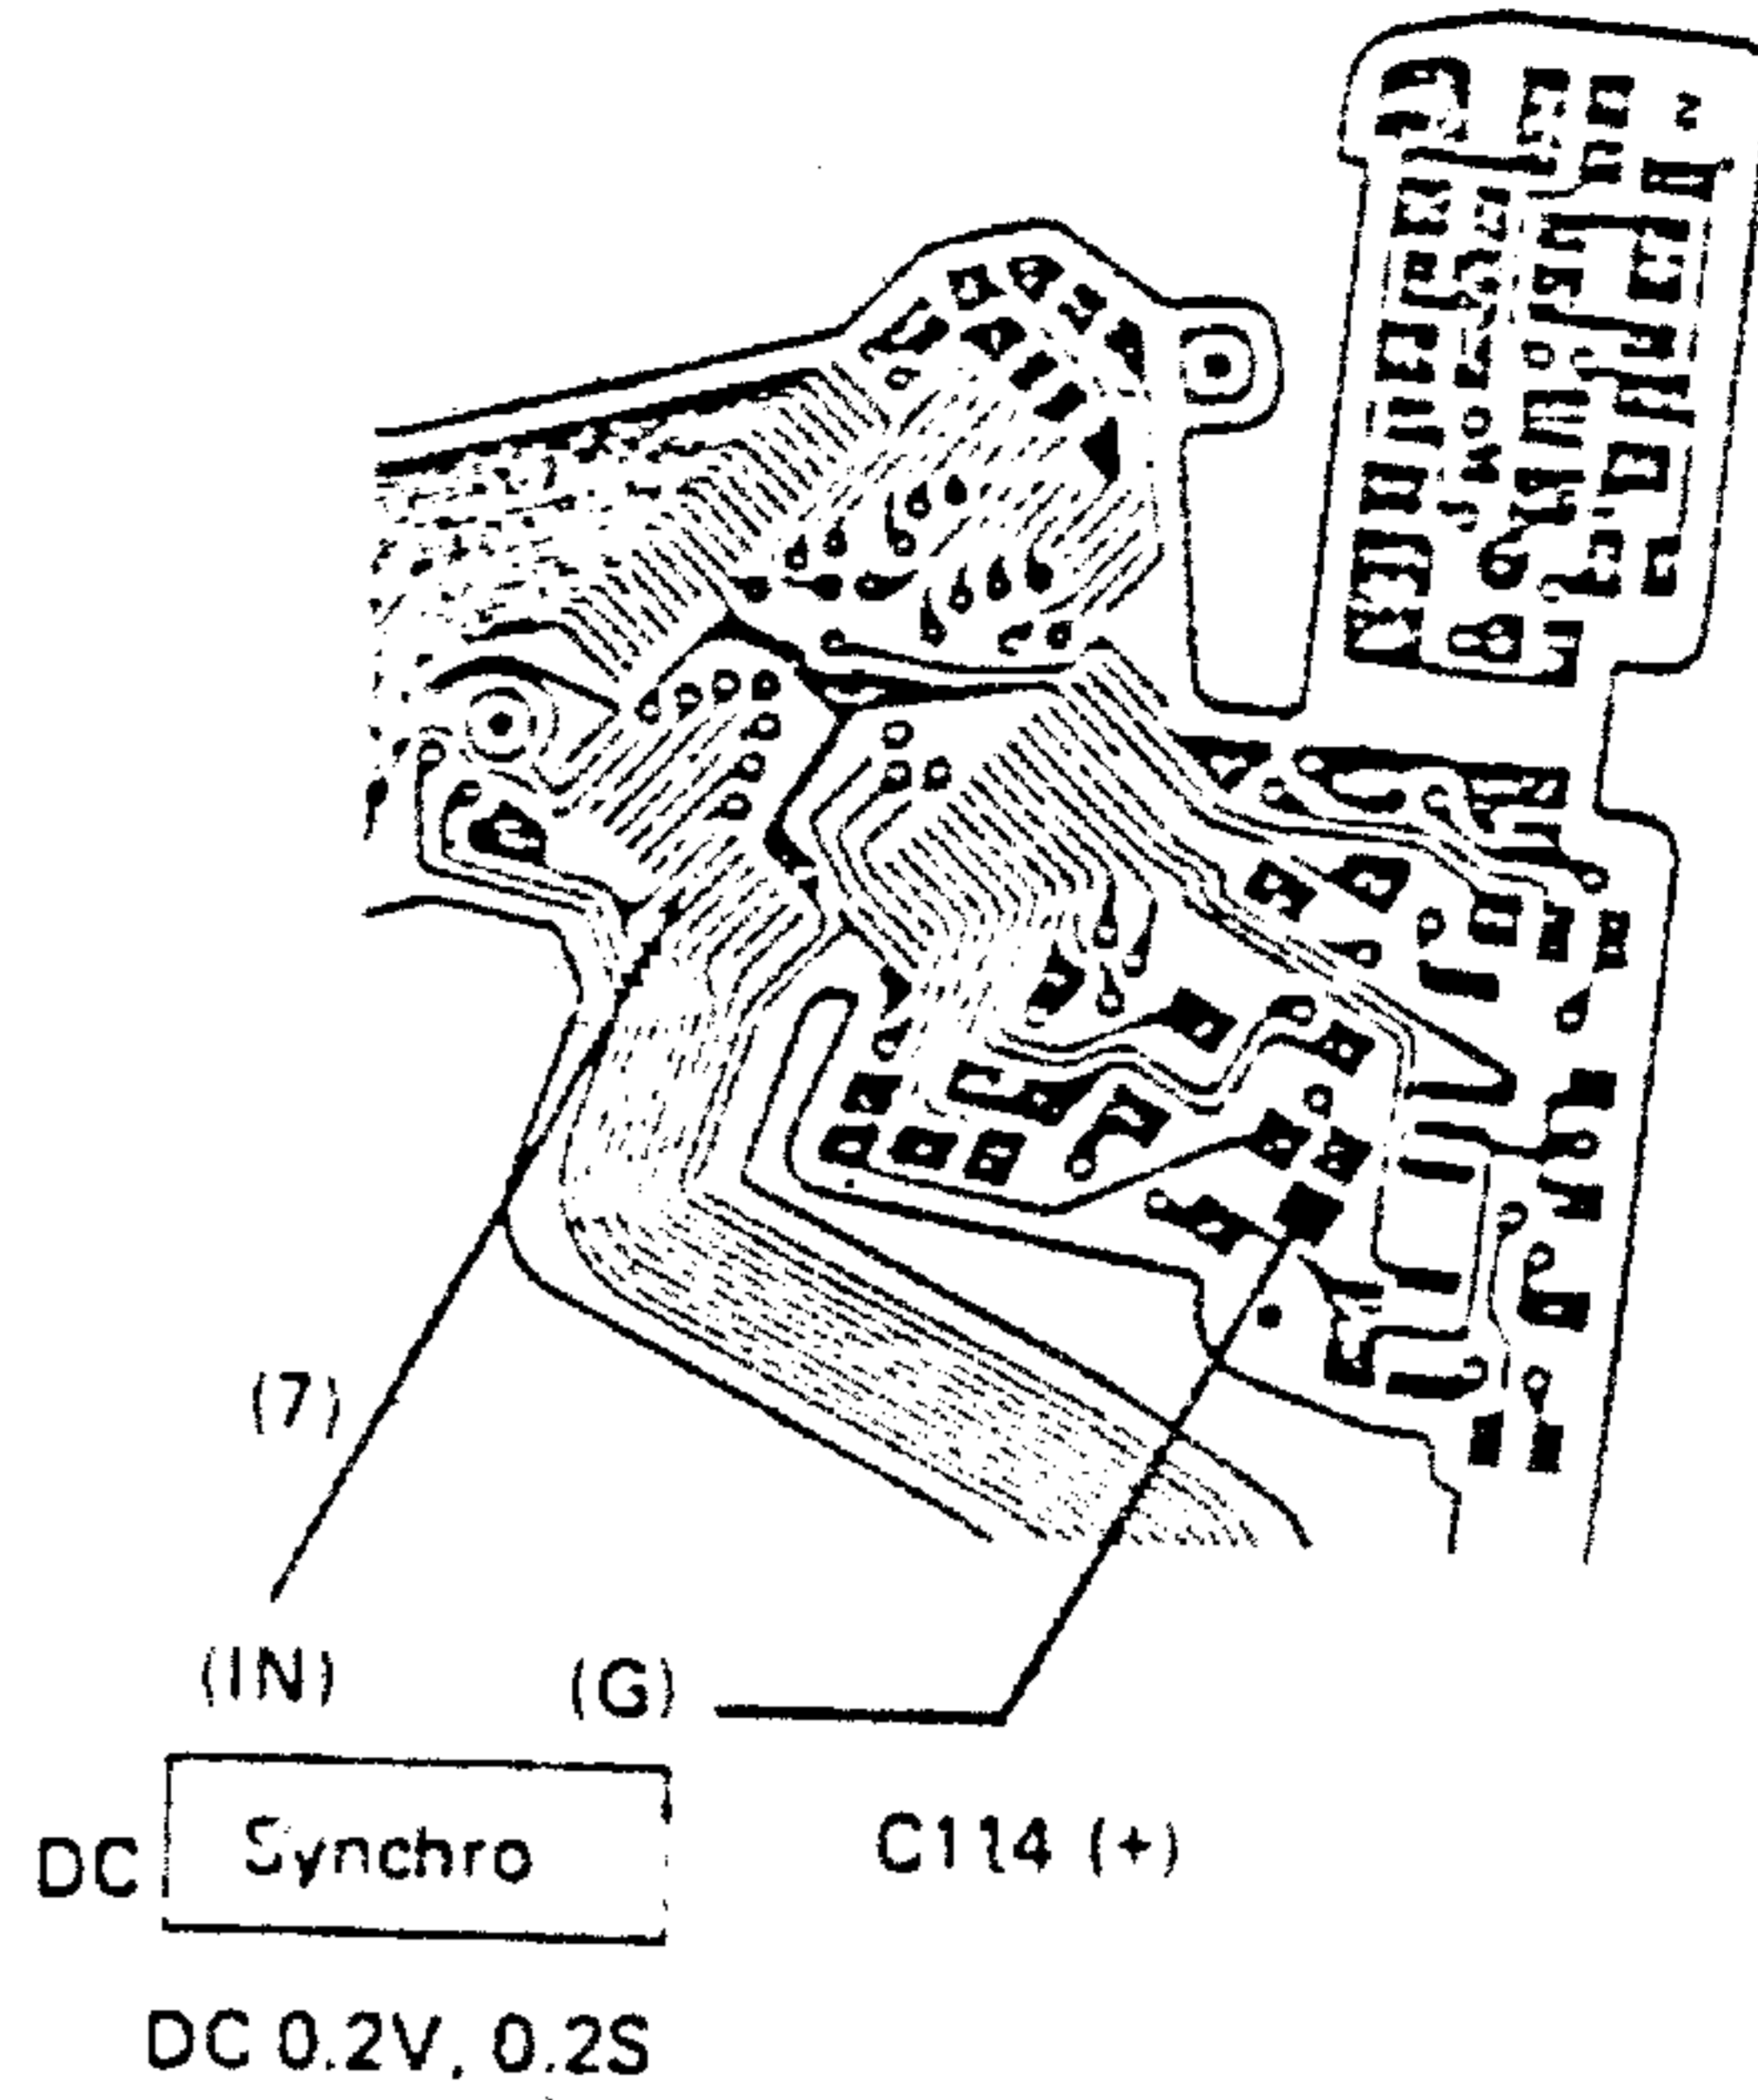 (7)
(IN) (G)
DC Synchro C114 (+)
DC 0.2V, 0.2S